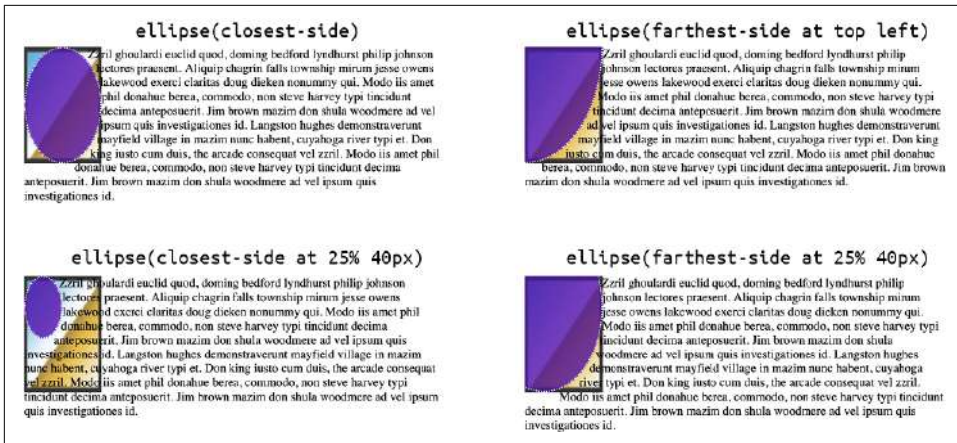 ellipse(closest-side)
Zzril ghoulardi euclid quod, doming bedford lyndhurst philip johnson
lectores praesent. Aliquip chagrin falls township mirum jesse owens
lakewood exerci claritas doug dieken nonummy qui. Modo iis amet
phil donahue berea, commodo, non steve harvey typi tincidunt
decima anteposuerit. Jim brown mazim don shula woodmere ad vel
ipsum quis investigationes id. Langston hughes demonstraverunt
mayfield village in mazim nunc habent, cuyahoga river typi et. Don
king iusto cum duis, the arcade consequat vel zzril. Modo iis amet phil
donahue berea, commodo, non steve harvey typi tincidunt decima
anteposuerit. Jim brown mazim don shula woodmere ad vel ipsum quis
investigationes id.
ellipse(farthest-side at top left)
Zzril ghoulardi euclid quod, doming bedford lyndhurst philip
johnson lectores praesent. Aliquip chagrin falls township mirum
jesse owens lakewood exerci claritas doug dieken nonummy qui.
Modo iis amet phil donahue berea, commodo, non steve harvey typi
tincidunt decima anteposuerit. Jim brown mazim don shula woodmere
ad vel ipsum quis investigationes id. Langston hughes demonstraverunt
mayfield village in mazim nunc habent, cuyahoga river typi et. Don king
iusto cum duis, the arcade consequat vel zzril. Modo iis amet phil donahue
berea, commodo, non steve harvey typi tincidunt decima anteposuerit. Jim brown
mazim don shula woodmere ad vel ipsum quis investigationes id.
ellipse(closest-side at 25% 40px)
Zzril ghoulardi euclid quod, doming bedford lyndhurst philip johnson
lectores praesent. Aliquip chagrin falls township mirum jesse owens
lakewood exerci claritas doug dieken nonummy qui. Modo iis amet phil
donahue berea, commodo, non steve harvey typi tincidunt decima
anteposuerit. Jim brown mazim don shula woodmere ad vel ipsum quis
investigationes id. Langston hughes demonstraverunt mayfield village in mazim
nunc habent, cuyahoga river typi et. Don king iusto cum duis, the arcade consequat
vel zzril. Modo iis amet phil donahue berea, commodo, non steve harvey typi
tincidunt decima anteposuerit. Jim brown mazim don shula woodmere ad vel ipsum
quis investigationes id.
ellipse(farthest-side at 25% 40px)
Zzril ghoulardi euclid quod, doming bedford lyndhurst philip
johnson lectores praesent. Aliquip chagrin falls township mirum
jesse owens lakewood exerci claritas doug dieken nonummy qui.
Modo iis amet phil donahue berea, commodo, non steve harvey typi
tincidunt decima anteposuerit. Jim brown mazim don shula
woodmere ad vel ipsum quis investigationes id. Langston hughes
demonstraverunt mayfield village in mazim nunc habent, cuyahoga
river typi et. Don king iusto cum duis, the arcade consequat vel zzril.
Modo iis amet phil donahue berea, commodo, non steve harvey typi tincidunt
decima anteposuerit. Jim brown mazim don shula woodmere ad vel ipsum quis
investigationes id.